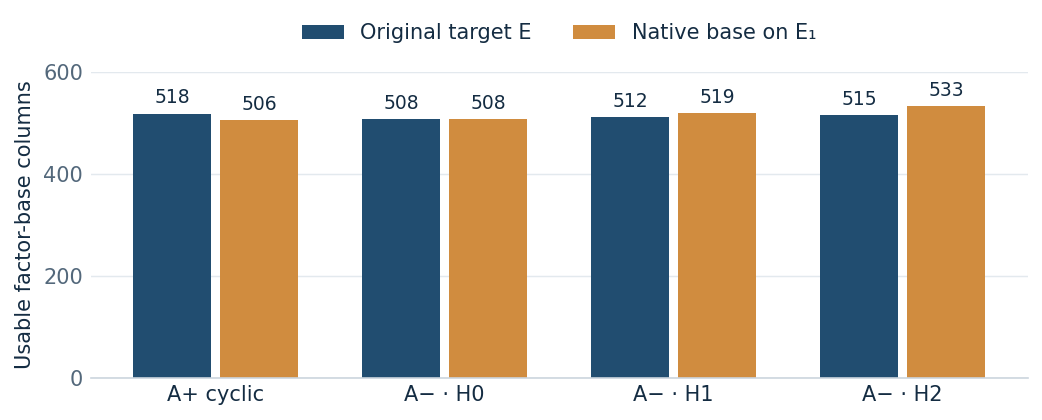 Original target E
Native base on E₁
Usable factor-base columns
600
400
200
0
518
506
508
508
512
519
515
533
A+ cyclic
A− · H0
A− · H1
A− · H2